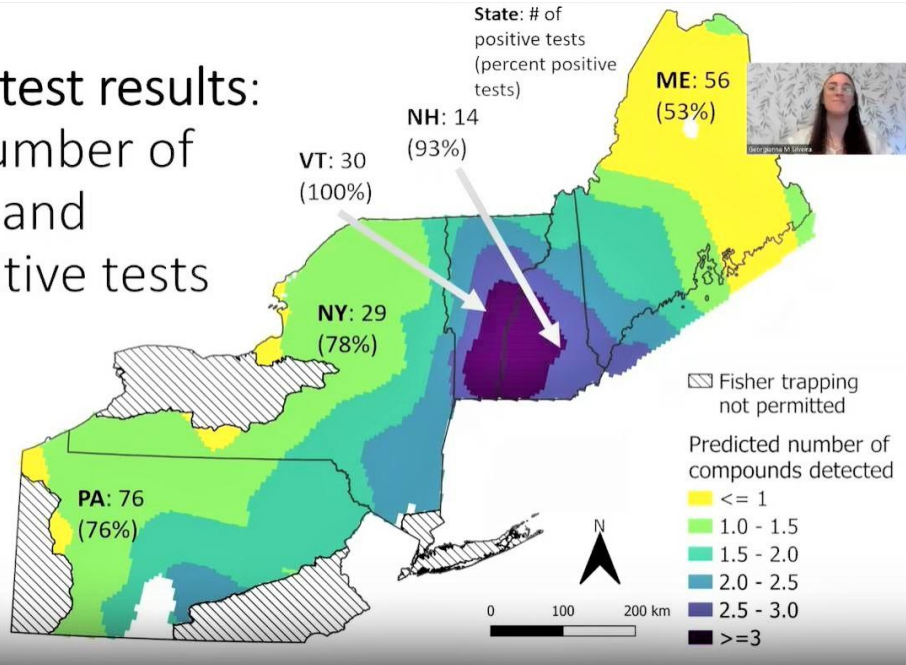 test results:
umber of
and
tive tests
State: # of
positive tests
(percent positive
tests)
ME: 56
(53%)
NH: 14
(93%)
VT: 30
(100%)
NY: 29
(78%)
PA: 76
(76%)
Georgianna M Silveira
Fisher trapping
not permitted
Predicted number of
compounds detected
<= 1
1.0 - 1.5
1.5 - 2.0
2.0 - 2.5
2.5 - 3.0
>=3
N
0 100 200 km